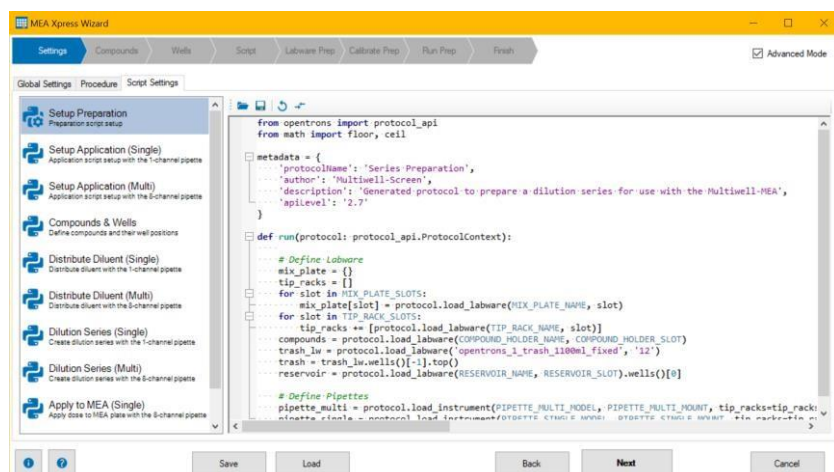 MEA Xpress Wizard
Settings
Compounds
Wells
Script
Labware Prep
Calibrate Prep
Run Prep
Finish
Advanced Mode
Global Settings
Procedure
Script Settings
Setup Preparation
Preparation script setup
Setup Application (Single)
Application script setup with the 1-channel pipette
Setup Application (Multi)
Application script setup with the 8-channel pipette
Compounds & Wells
Define compounds and their well positions
Distribute Diluent (Single)
Distribute diluent with the 1-channel pipette
Distribute Diluent (Multi)
Distribute diluent with the 8-channel pipette
Dilution Series (Single)
Create dilution series with the 1-channel pipette
Dilution Series (Multi)
Create dilution series with the 8-channel pipette
Apply to MEA (Single)
Apply dose to MEA plate with the 8-channel pipette
from opentrons import protocol_api
from math import floor, ceil
metadata = {
'protocolName': 'Series Preparation',
'author': 'Multiwell-Screen',
'description': 'Generated protocol to prepare a dilution series for use with the Multiwell-MEA',
'apiLevel': '2.7'
}
def run(protocol: protocol_api.ProtocolContext):
# Define Labware
mix_plate = {}
tip_racks = []
for slot in MIX_PLATE_SLOTS:
mix_plate[slot] = protocol.load_labware(MIX_PLATE_NAME, slot)
for slot in TIP_RACK_SLOTS:
tip_racks += [protocol.load_labware(TIP_RACK_NAME, slot)]
compounds = protocol.load_labware(COMPOUND_HOLDER_NAME, COMPOUND_HOLDER_SLOT)
trash_lw = protocol.load_labware('opentrons_1_trash_1100ml_fixed', '12')
trash = trash_lw.wells()[-1].top()
reservoir = protocol.load_labware(RESERVOIR_NAME, RESERVOIR_SLOT).wells()[0]
# Define Pipettes
pipette_multi = protocol.load_instrument(PIPETTE_MULTI_MODEL, PIPETTE_MULTI_MOUNT, tip_racks=tip_rack
pipette_single = protocol.load_instrument(PIPETTE_SINGLE_MODEL, PIPETTE_SINGLE_MOUNT,
Save
Load
Back
Next
Cancel